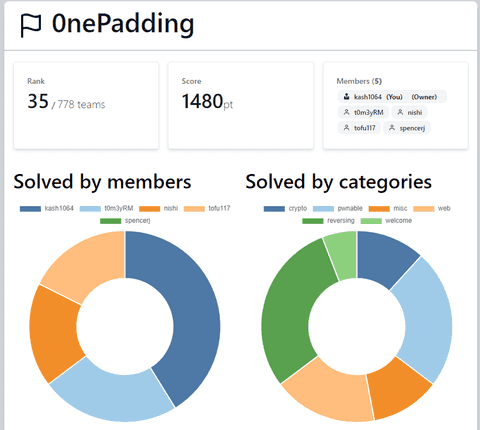 0nePadding
Rank
35 / 778 teams
Score
1480pt
Members (5)
kash1064 (You) (Owner)
t0m3yRM nishi
tofu117 spencerj
Solved by members
kash1064 t0m3yRM nishi tofu117
spencerj
Solved by categories
crypto pwnable misc web
reversing welcome